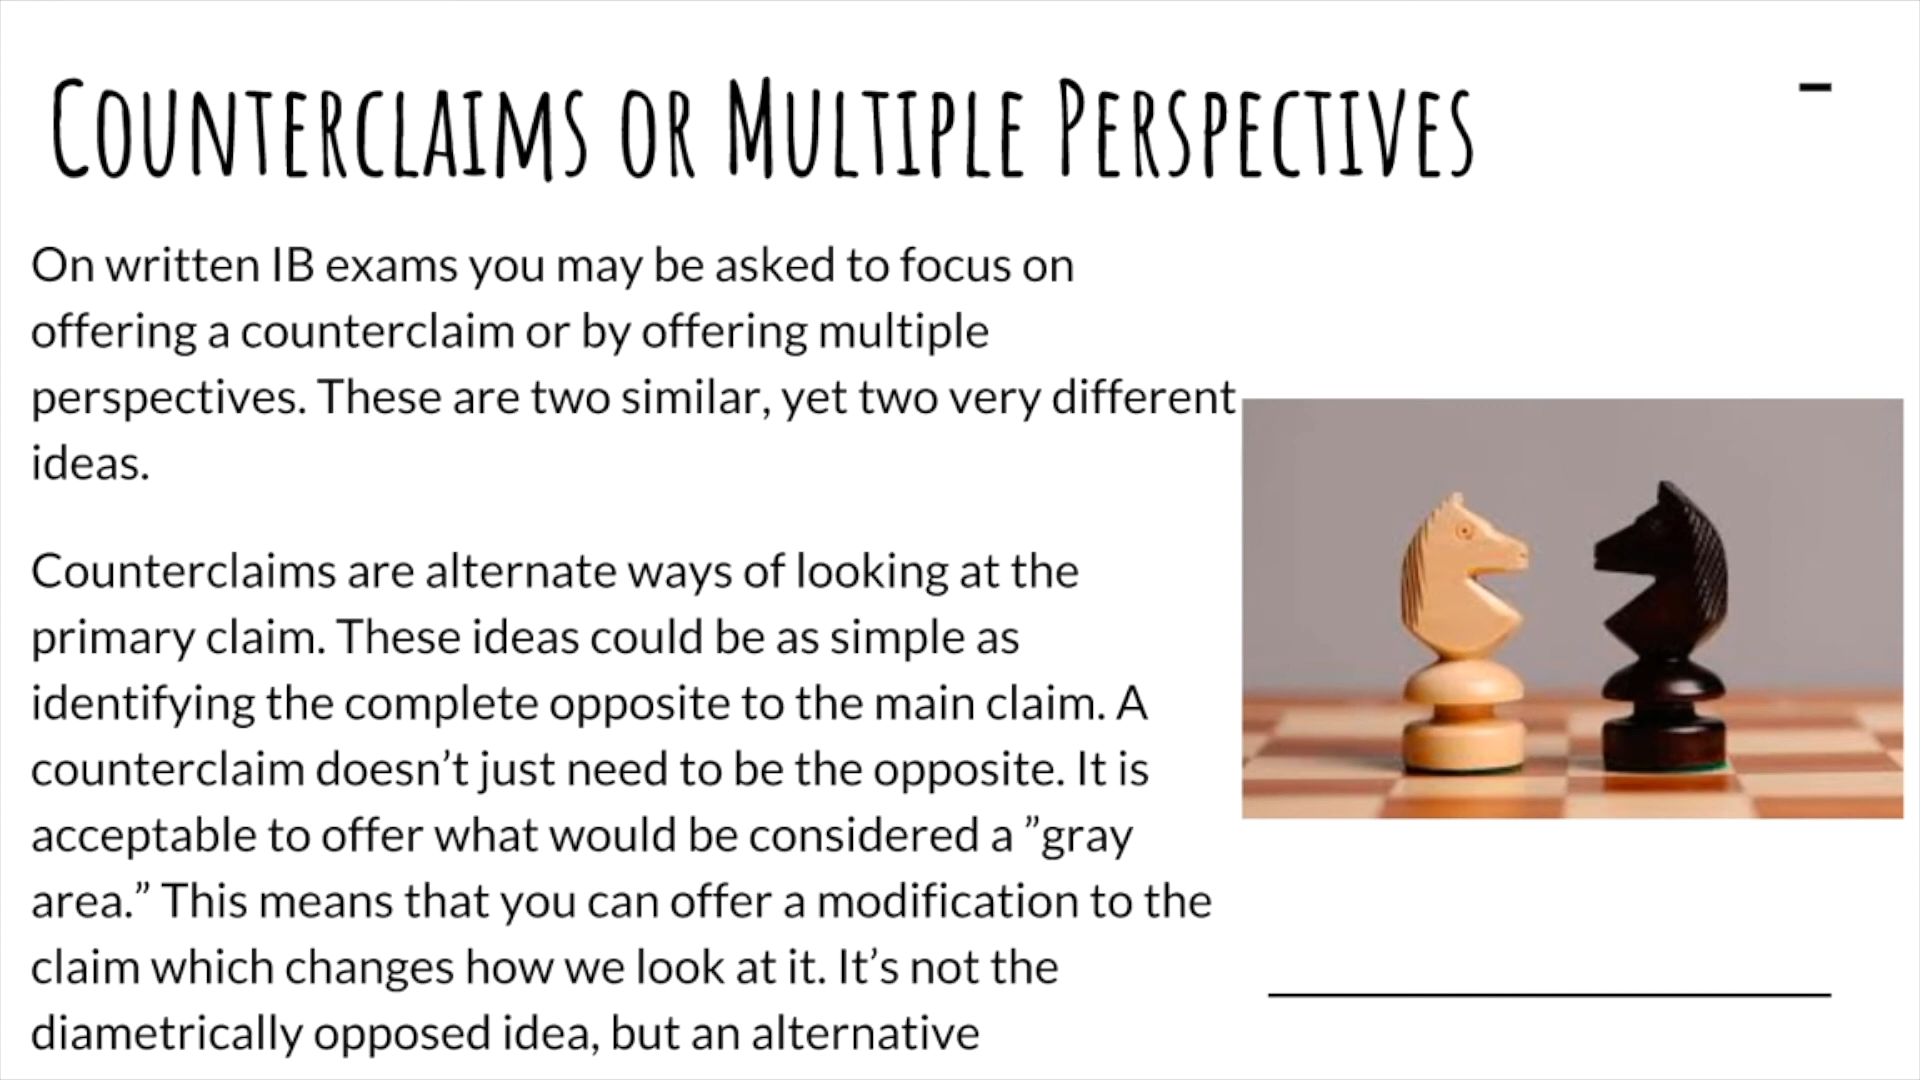 Counterclaims or Multiple Perspectives
On written IB exams you may be asked to focus on
offering a counterclaim or by offering multiple
perspectives. These are two similar, yet two very different
ideas.
Counterclaims are alternate ways of looking at the
primary claim. These ideas could be as simple as
identifying the complete opposite to the main claim. A
counterclaim doesn’t just need to be the opposite. It is
acceptable to offer what would be considered a ”gray
area.” This means that you can offer a modification to the
claim which changes how we look at it. It’s not the
diametrically opposed idea, but an alternative